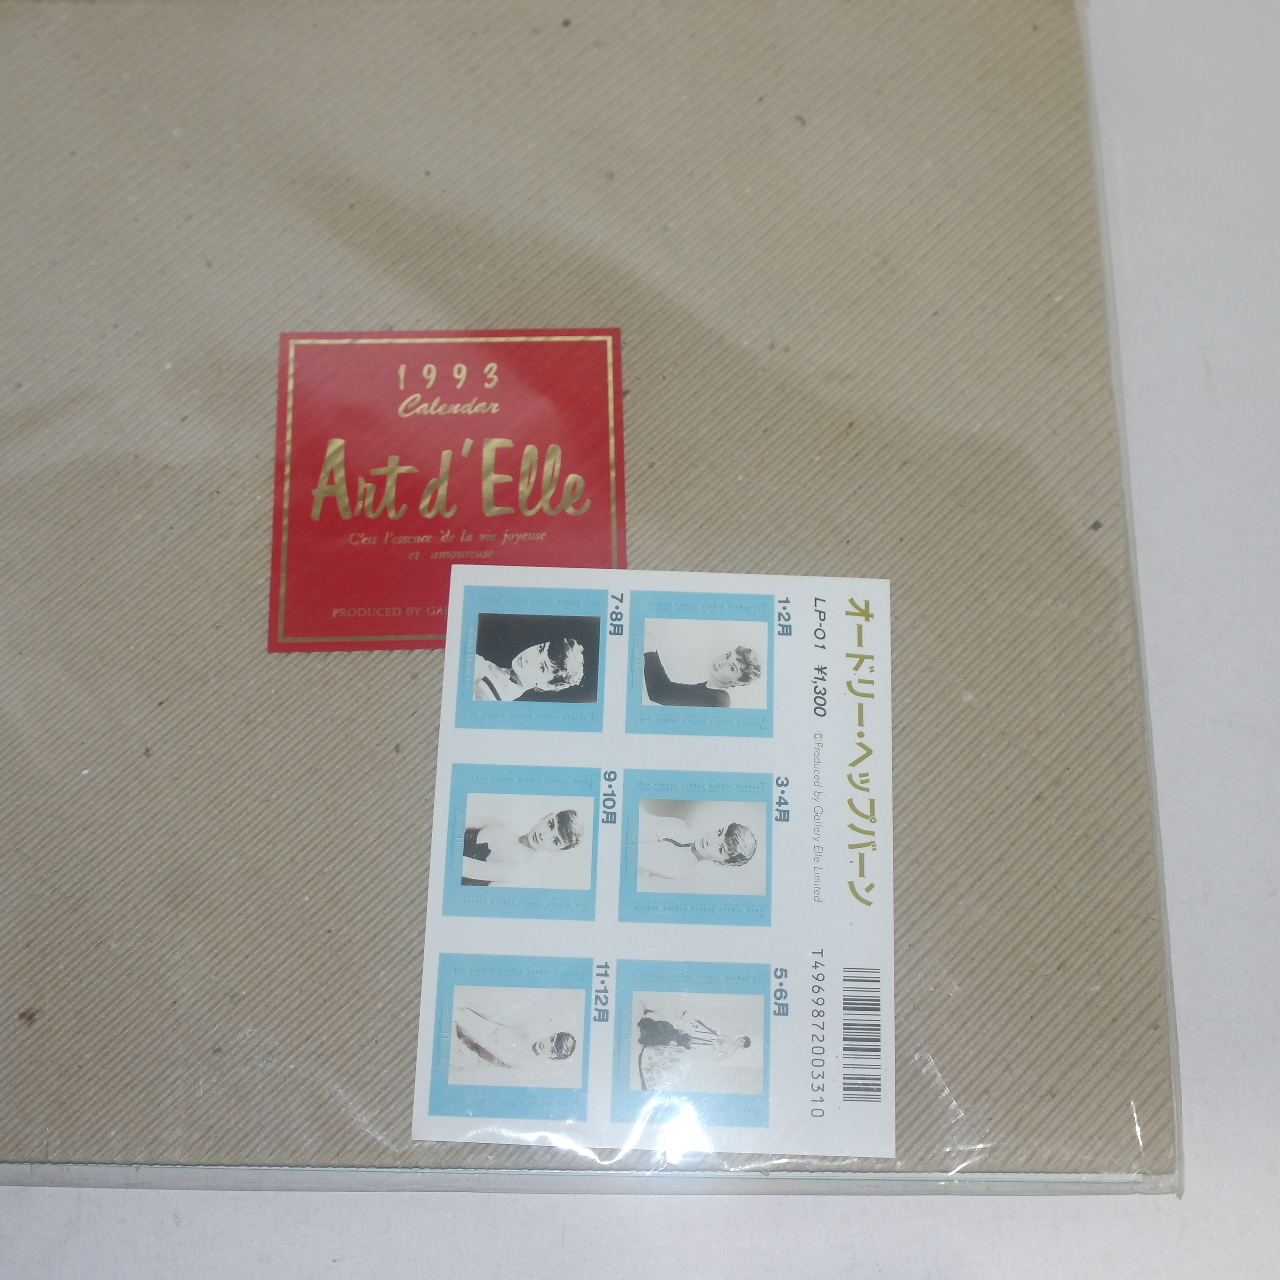 1993
Calendar
Art d'Elle
C'est l'essence de la vie joyeuse
et amoureuse
PRODUCED BY
オードリー・ヘップバーン
LP-01 ¥1,300 ©Produced by Gallery Elle Limited
T4969872003310
1・2月
3・4月
5・6月
7・8月
9・10月
11・12月